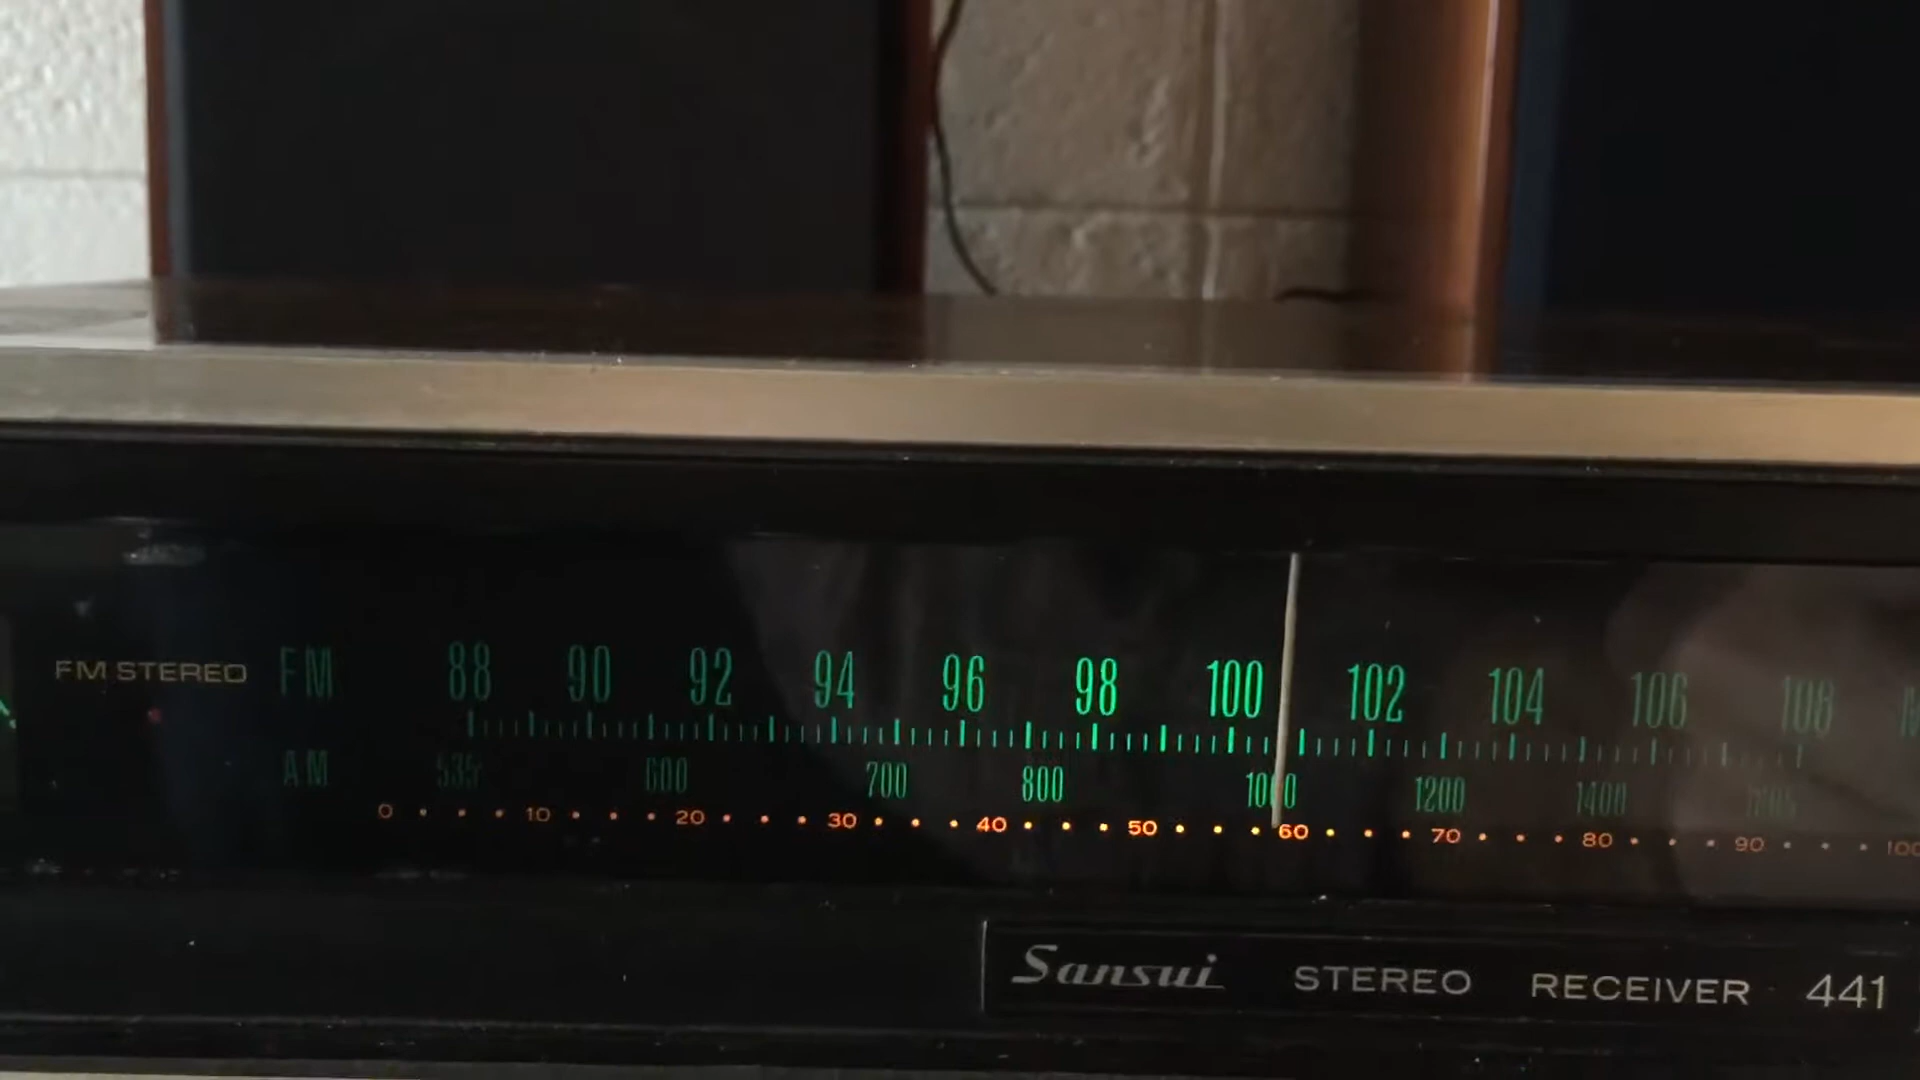 FM STEREO FM 88 90 92 94 96 98 100 102 104 106 108
AM 535 600 700 800 1000 1200 1400
0 10 20 30 40 50 60 70 80 90 100
Sansui STEREO RECEIVER 441